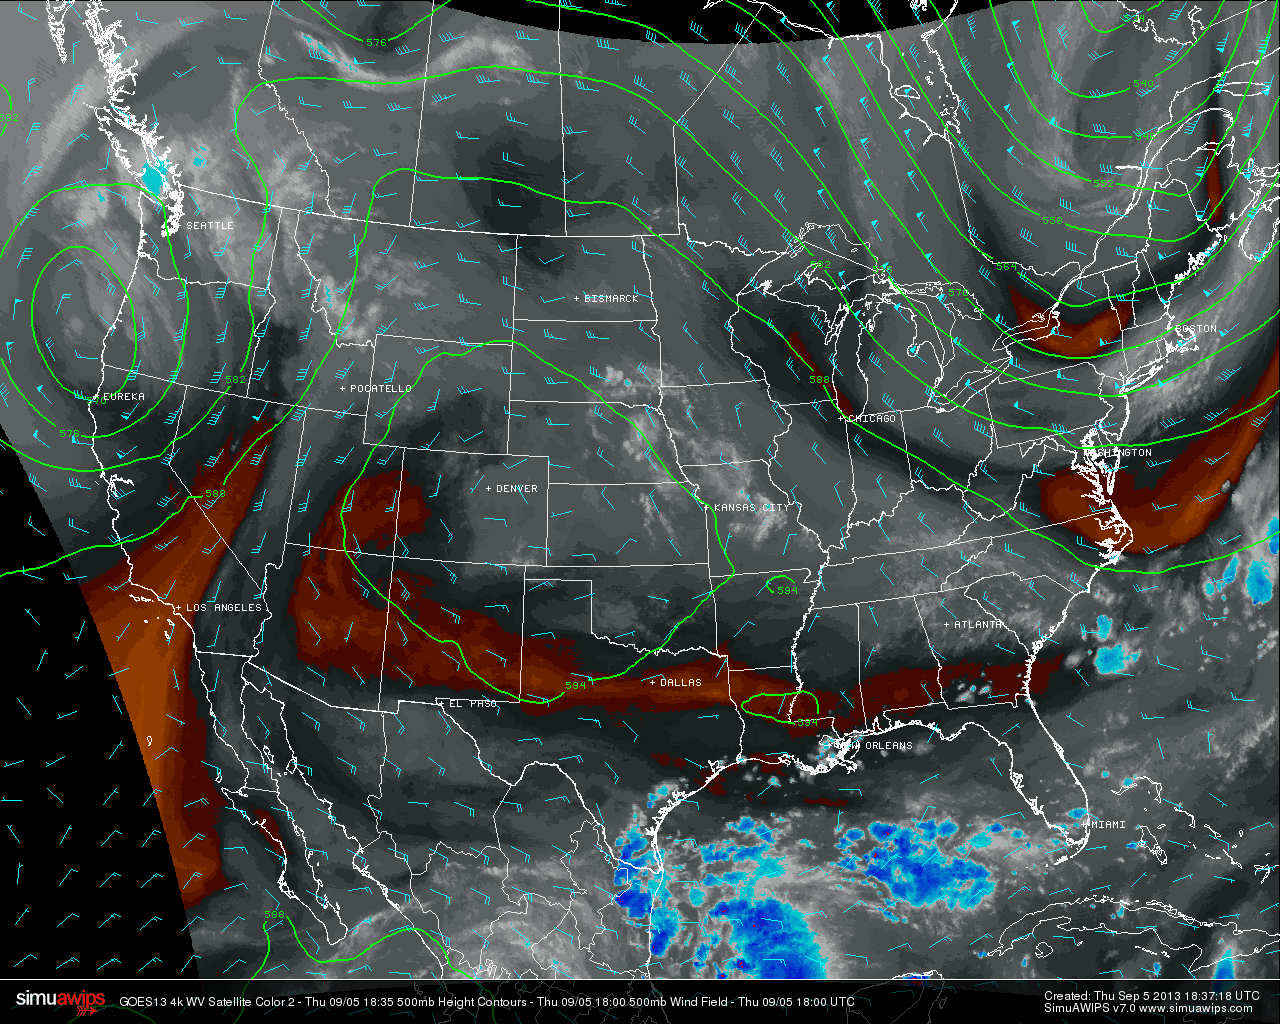 576
540
546
592
552
558
SEATTLE
582
564
576
570
BISMARCK
BOSTON
582
588
POCATELLO
EUREKA
CHICAGO
576
WASHINGTON
DENVER
588
KANSAS CITY
594
LOS ANGELES
ATLANTA
594
DALLAS
EL PASO
594
NEW ORLEANS
MIAMI
588
simuawips
GOES13 4k WV Satellite Color 2 - Thu 09/05 18:35 500mb Height Contours - Thu 09/05 18:00 500mb Wind Field - Thu 09/05 18:00 UTC
Created: Thu Sep 5 2013 18:37:18 UTC
SimuAWIPS v7.0 www.simuawips.com